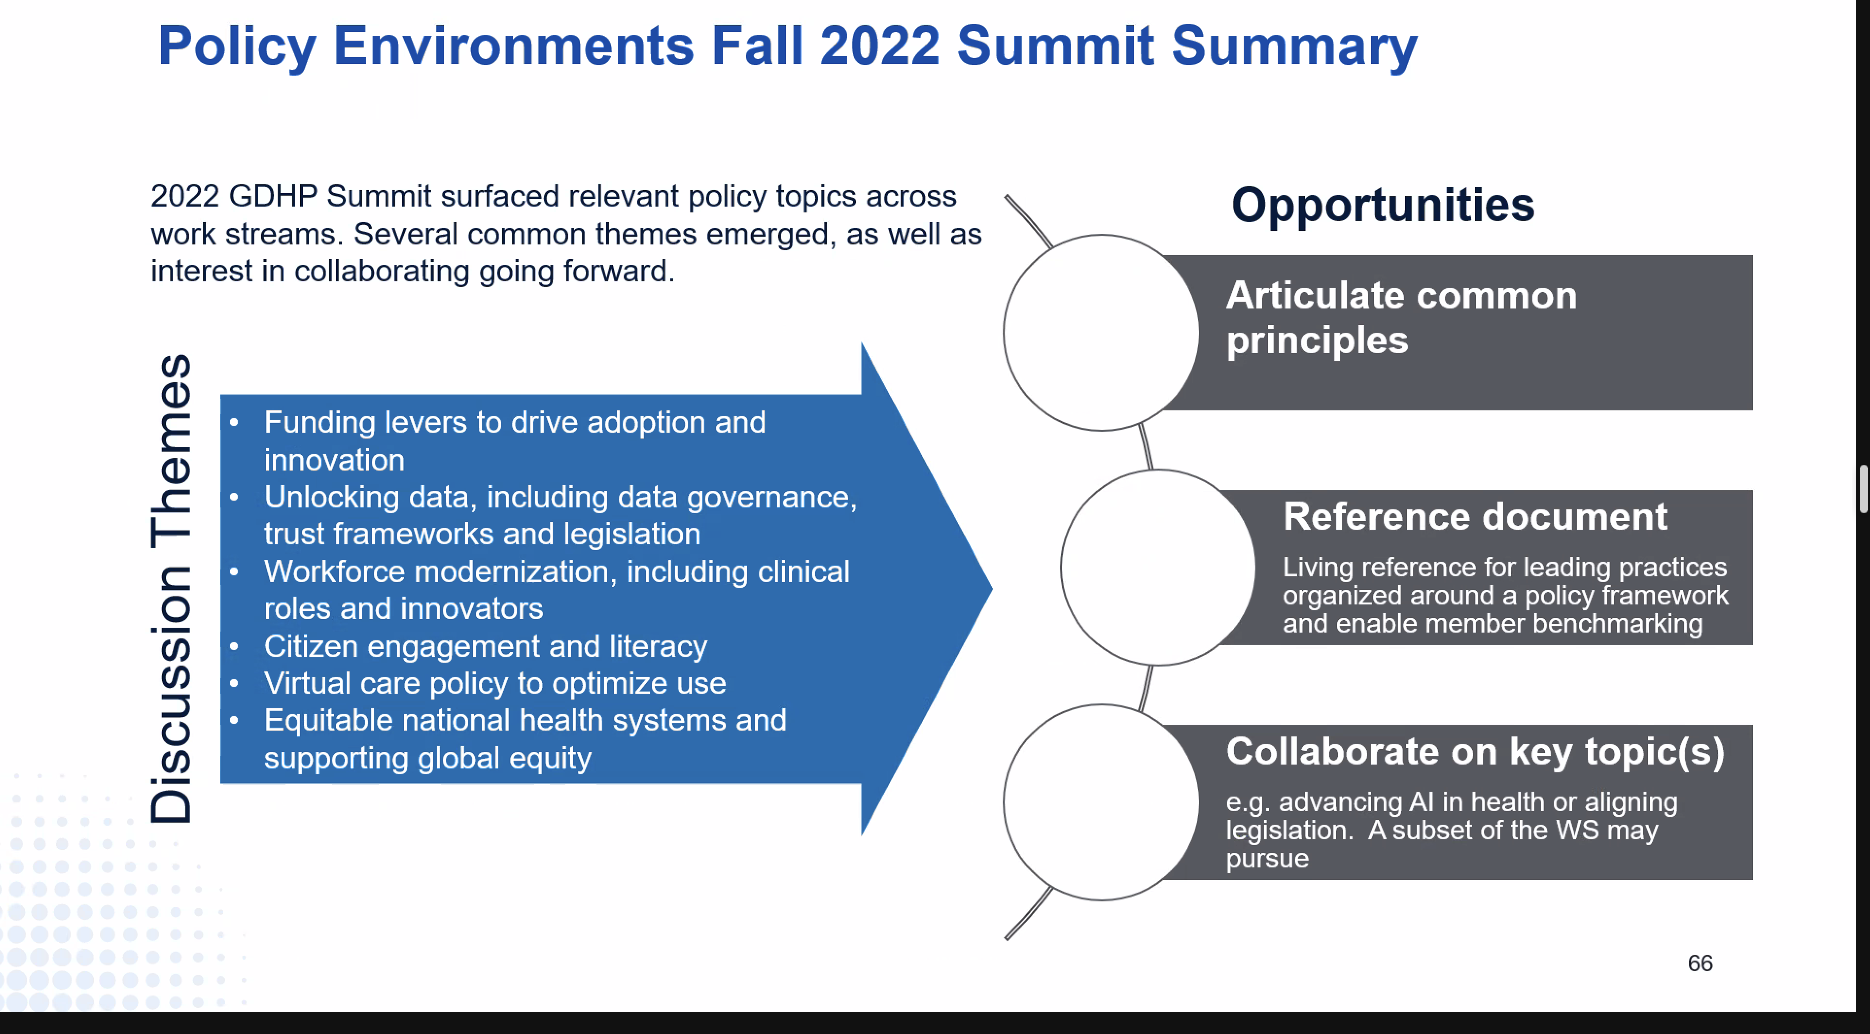 Policy Environments Fall 2022 Summit Summary
2022 GDHP Summit surfaced relevant policy topics across
work streams. Several common themes emerged, as well as
interest in collaborating going forward.
Discussion Themes
• Funding levers to drive adoption and
innovation
• Unlocking data, including data governance,
trust frameworks and legislation
• Workforce modernization, including clinical
roles and innovators
• Citizen engagement and literacy
• Virtual care policy to optimize use
• Equitable national health systems and
supporting global equity
Opportunities
Articulate common
principles
Reference document
Living reference for leading practices
organized around a policy framework
and enable member benchmarking
Collaborate on key topic(s)
e.g. advancing AI in health or aligning
legislation.  A subset of the WS may
pursue
66